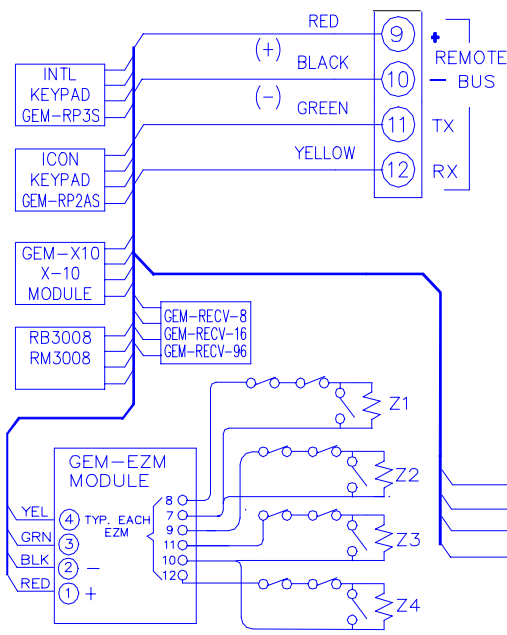 RED 9 +
(+) REMOTE
BLACK 10 — BUS
(-)
GREEN 11 TX
YELLOW 12 RX
INTL
KEYPAD
GEM-RP3S
ICON
KEYPAD
GEM-RP2AS
GEM-X10
X-10
MODULE
GEM-RECV-8
GEM-RECV-16
GEM-RECV-96
RB3008
RM3008
GEM-EZM
MODULE
YEL 4
GRN 3
BLK 2 —
RED 1 +
TYP. EACH
EZM
8
7
9
11
10
12
Z1
Z2
Z3
Z4